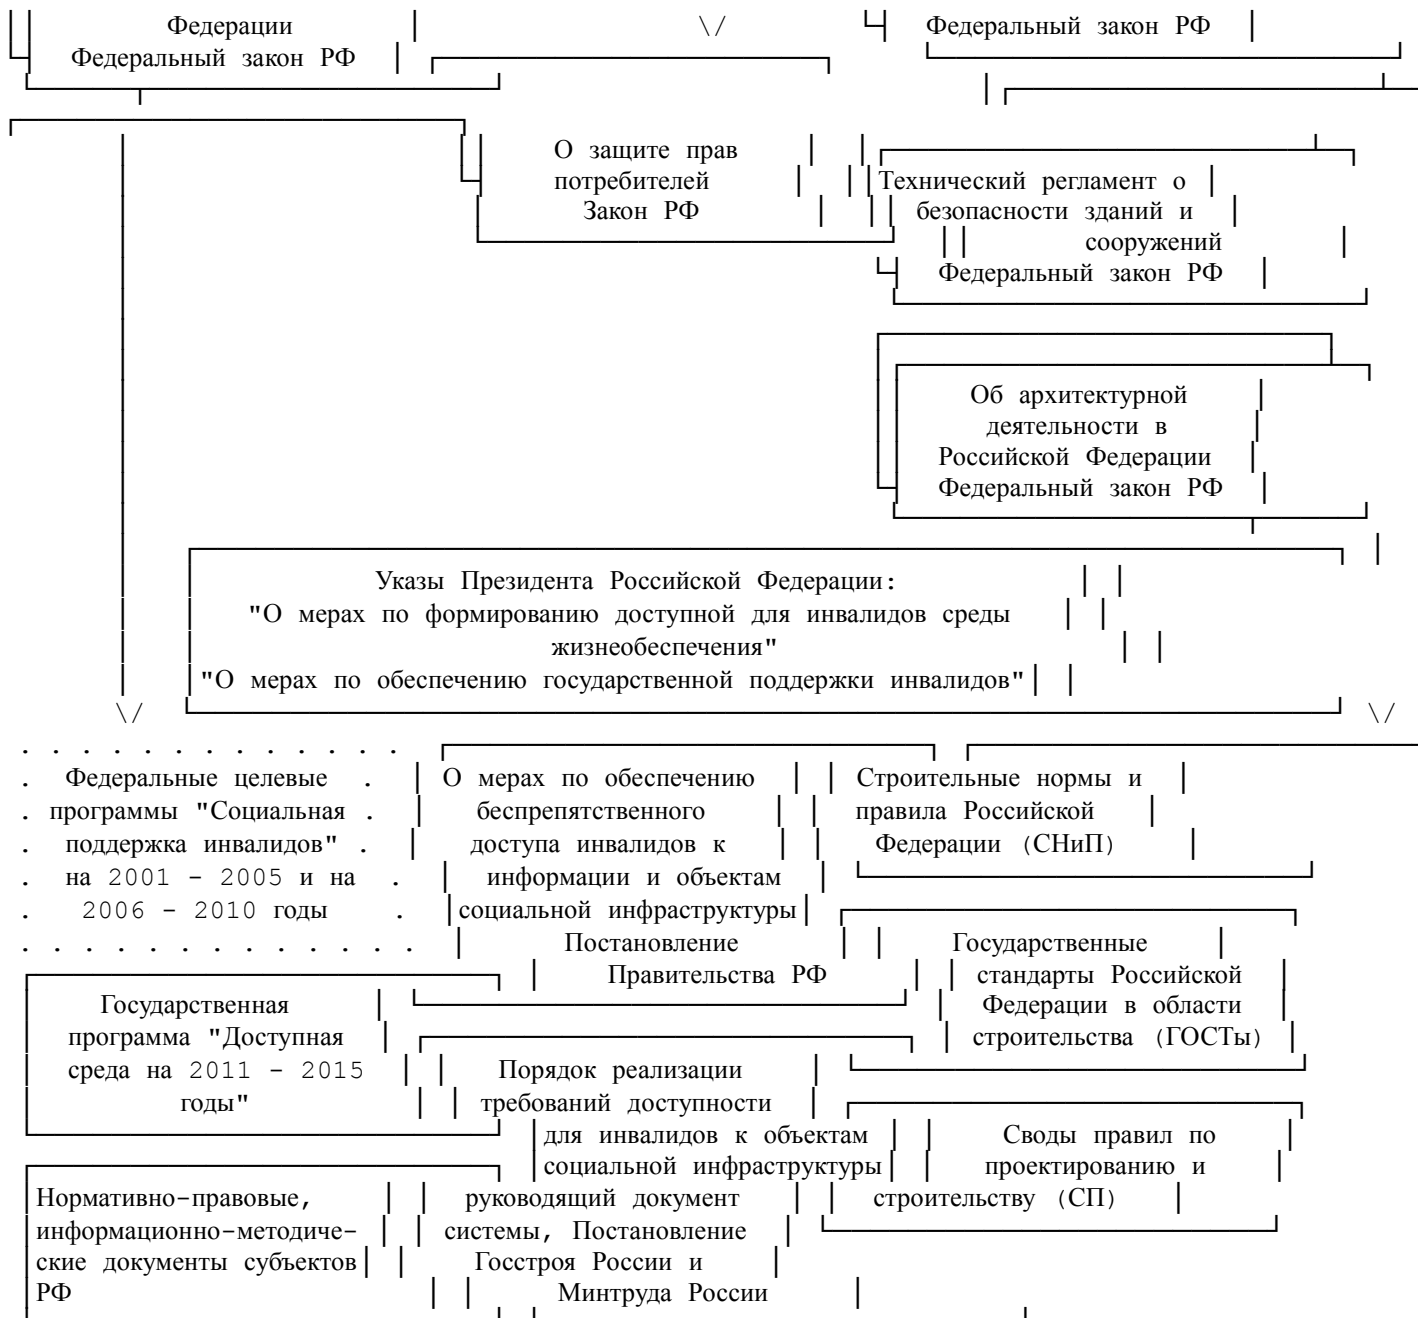 Федерации
Федеральный закон РФ
\/
Федеральный закон РФ
О защите прав
потребителей
Закон РФ
Технический регламент о
безопасности зданий и
сооружений
Федеральный закон РФ
Об архитектурной
деятельности в
Российской Федерации
Федеральный закон РФ
Указы Президента Российской Федерации:
"О мерах по формированию доступной для инвалидов среды
жизнеобеспечения"
"О мерах по обеспечению государственной поддержки инвалидов"
\/
\/
Федеральные целевые
программы "Социальная
поддержка инвалидов"
на 2001 - 2005 и на
2006 - 2010 годы
О мерах по обеспечению
беспрепятственного
доступа инвалидов к
информации и объектам
социальной инфраструктуры
Постановление
Правительства РФ
Строительные нормы и
правила Российской
Федерации (СНиП)
Государственные
стандарты Российской
Федерации в области
строительства (ГОСТы)
Государственная
программа "Доступная
среда на 2011 - 2015
годы"
Порядок реализации
требований доступности
для инвалидов к объектам
социальной инфраструктуры
руководящий документ
системы, Постановление
Госстроя России и
Минтруда России
Своды правил по
проектированию и
строительству (СП)
Нормативно-правовые,
информационно-методиче-
ские документы субъектов
РФ